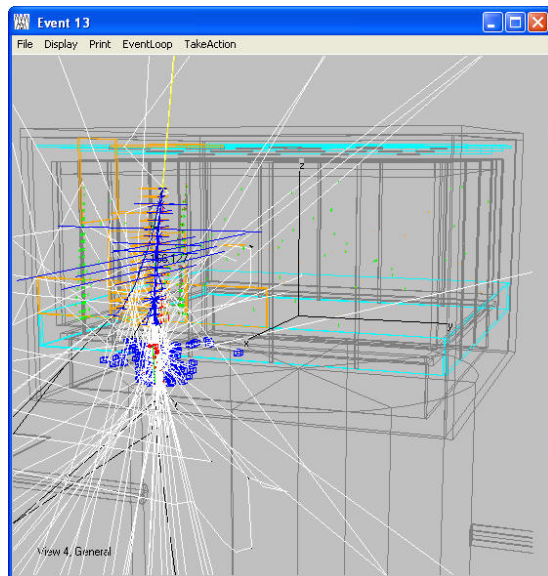 Event 13
File Display Print EventLoop TakeAction
z
y
x
View 4, General